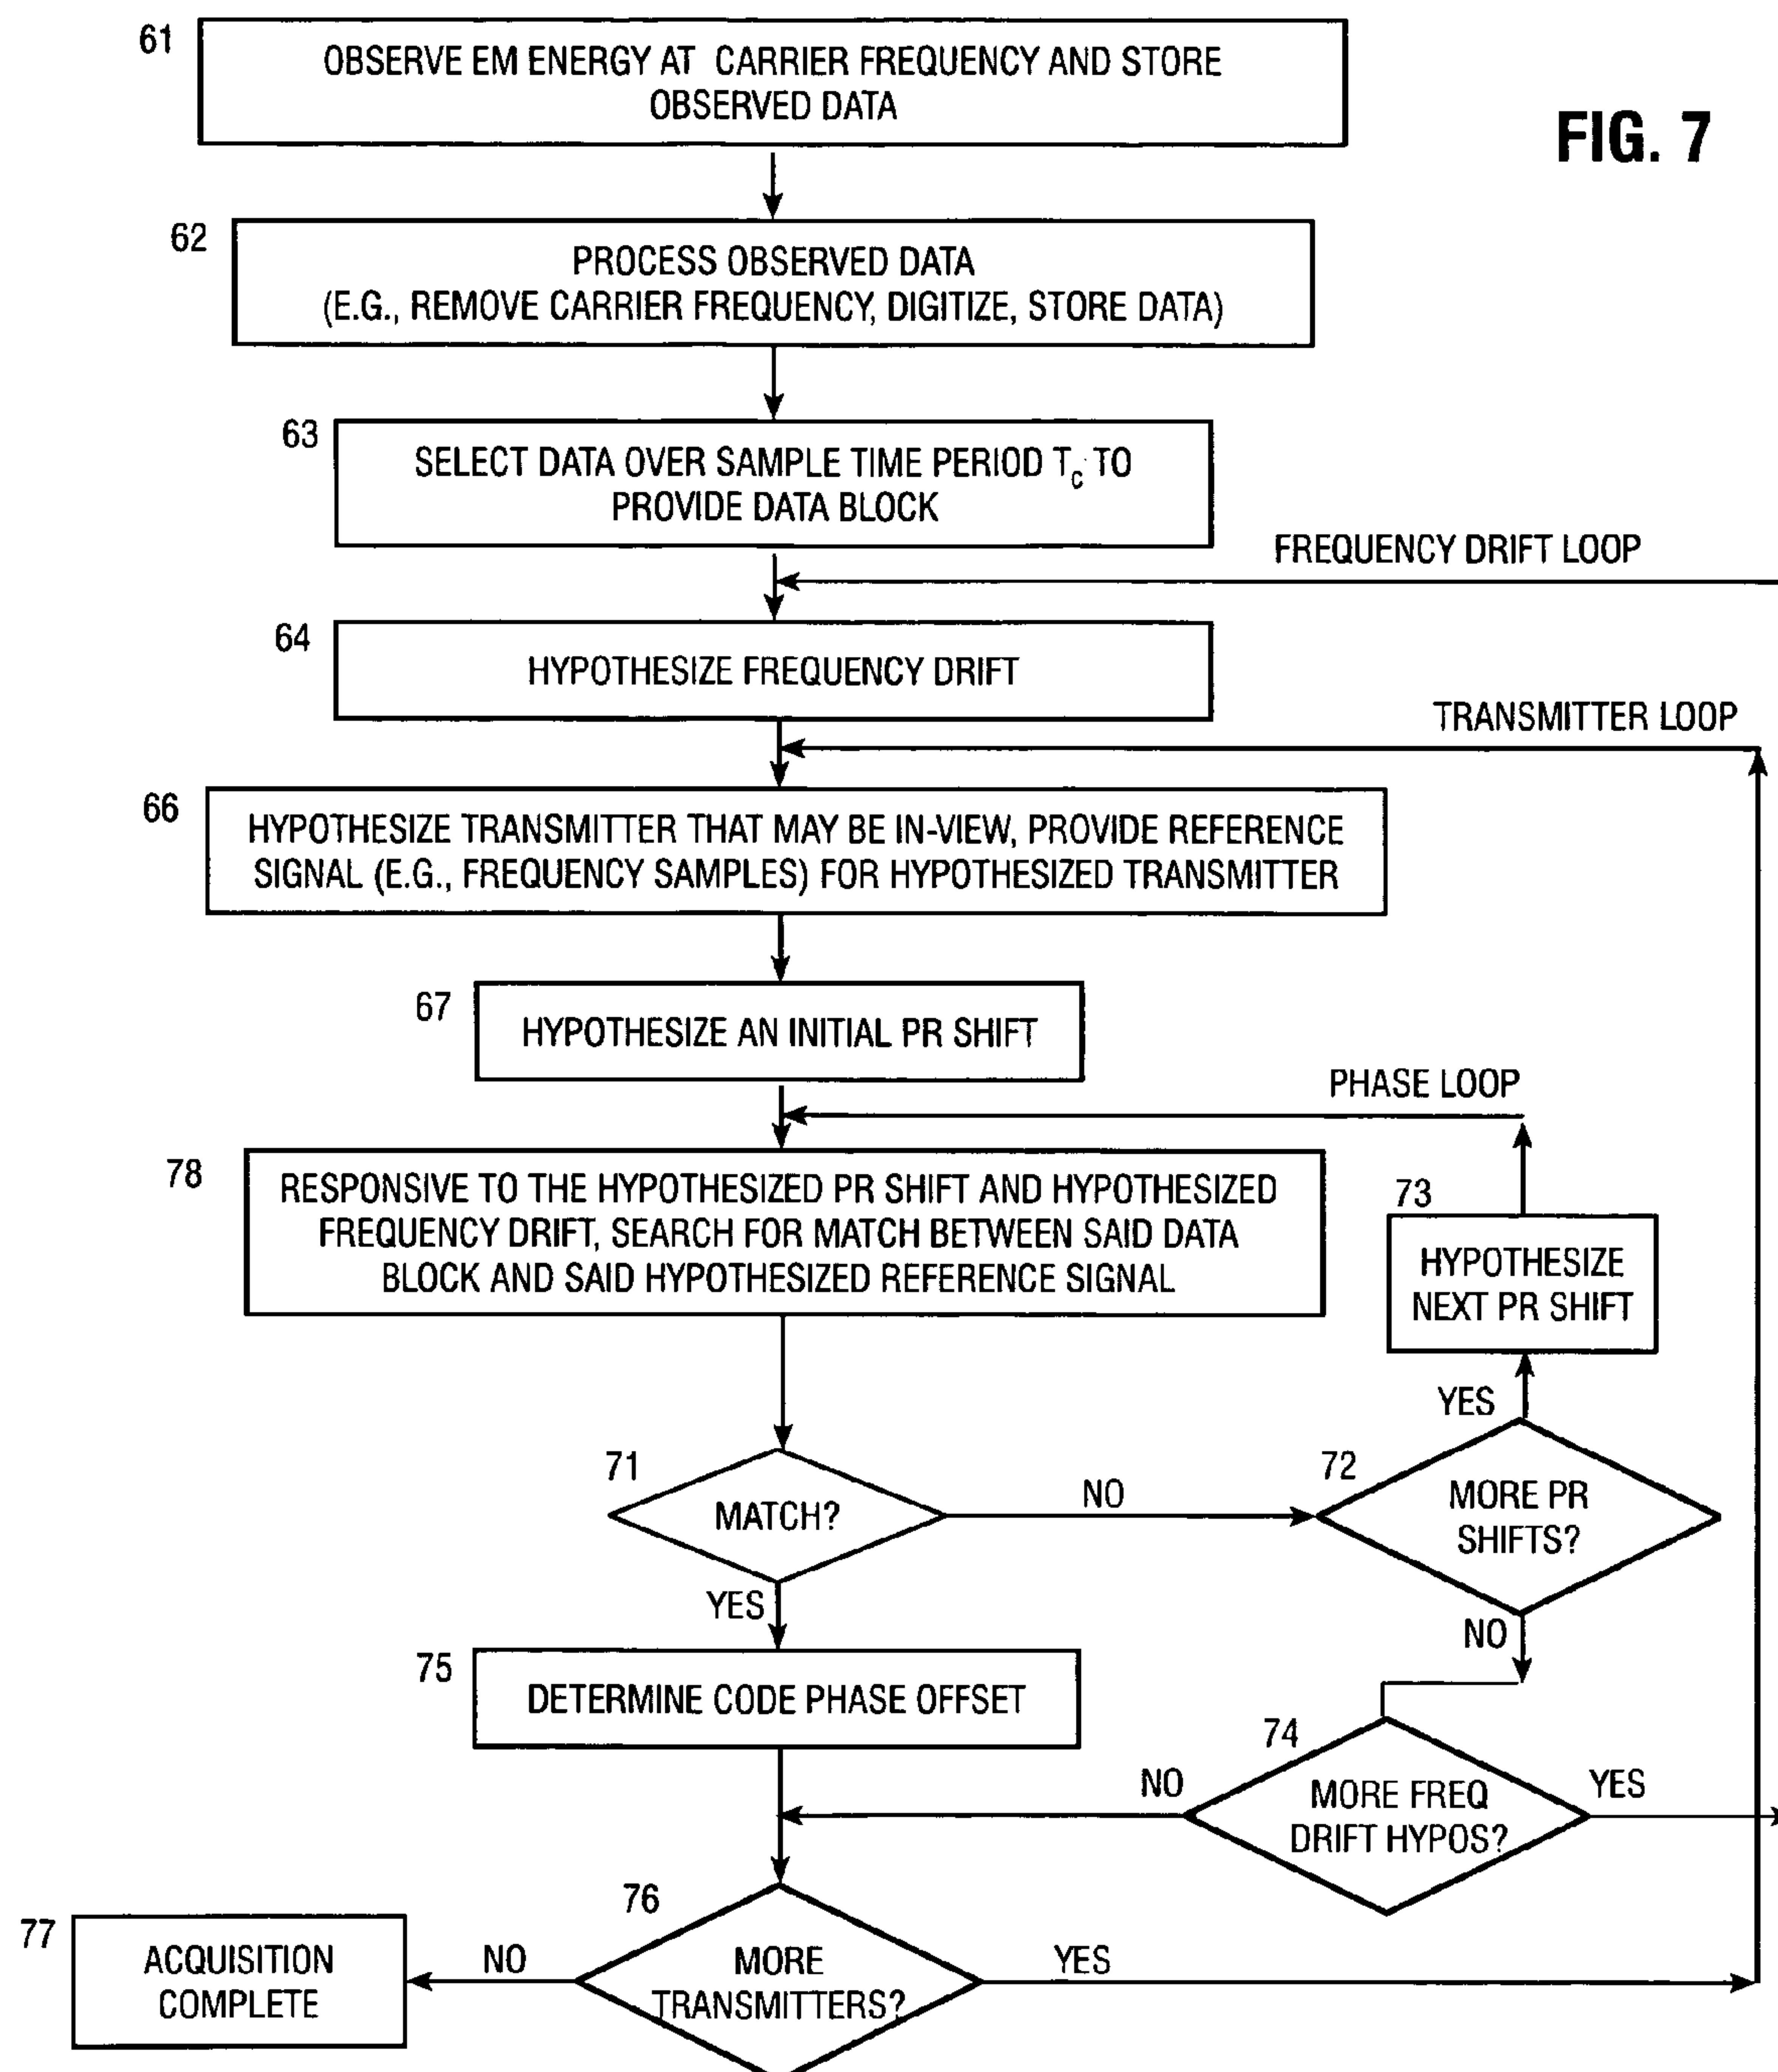 61
OBSERVE EM ENERGY AT CARRIER FREQUENCY AND STORE
OBSERVED DATA
FIG. 7
62
PROCESS OBSERVED DATA
(E.G., REMOVE CARRIER FREQUENCY, DIGITIZE, STORE DATA)
63
SELECT DATA OVER SAMPLE TIME PERIOD Tc TO
PROVIDE DATA BLOCK
FREQUENCY DRIFT LOOP
64
HYPOTHESIZE FREQUENCY DRIFT
TRANSMITTER LOOP
66
HYPOTHESIZE TRANSMITTER THAT MAY BE IN-VIEW, PROVIDE REFERENCE
SIGNAL (E.G., FREQUENCY SAMPLES) FOR HYPOTHESIZED TRANSMITTER
67
HYPOTHESIZE AN INITIAL PR SHIFT
PHASE LOOP
78
RESPONSIVE TO THE HYPOTHESIZED PR SHIFT AND HYPOTHESIZED
FREQUENCY DRIFT, SEARCH FOR MATCH BETWEEN SAID DATA
BLOCK AND SAID HYPOTHESIZED REFERENCE SIGNAL
73
HYPOTHESIZE
NEXT PR SHIFT
YES
71
MATCH?
NO
72
MORE PR
SHIFTS?
YES
NO
75
DETERMINE CODE PHASE OFFSET
74
MORE FREQ
DRIFT HYPOS?
NO
YES
76
MORE
TRANSMITTERS?
NO
YES
77
ACQUISITION
COMPLETE